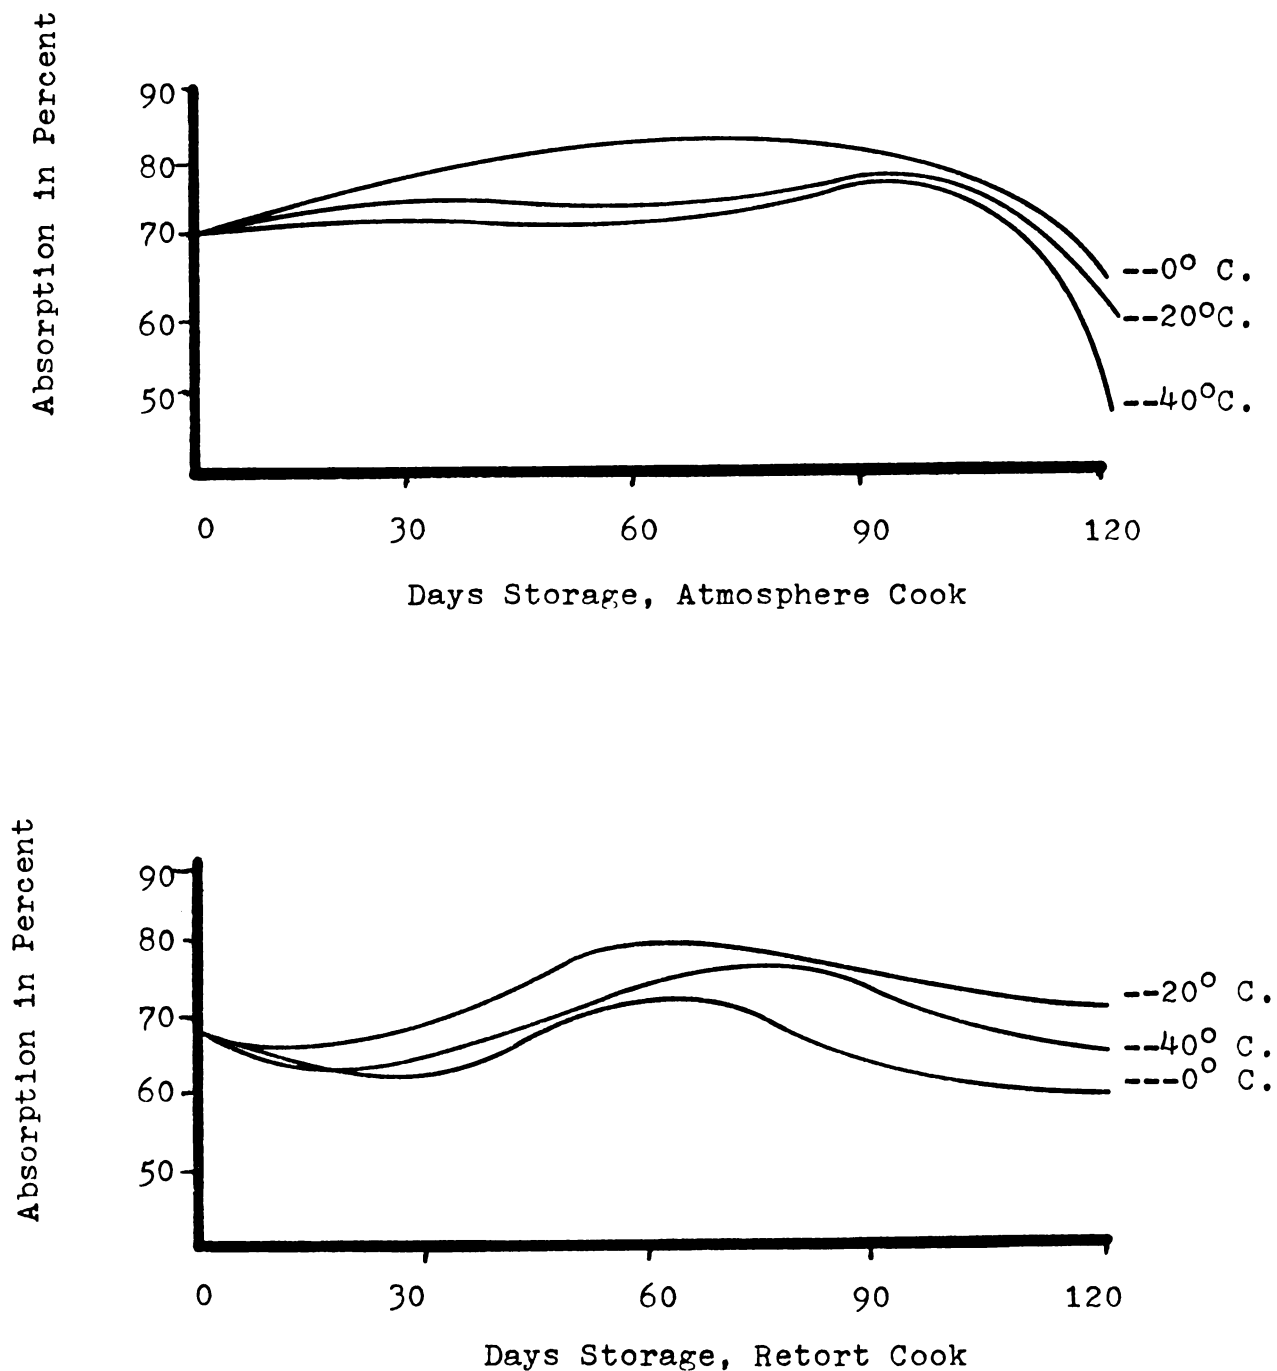 Absorption in Percent
90
80
70
60
50
--0° C.
--20°C.
--40°C.
0 30 60 90 120
Days Storage, Atmosphere Cook
Absorption in Percent
90
80
70
60
50
--20° C.
--40° C.
---0° C.
0 30 60 90 120
Days Storage, Retort Cook